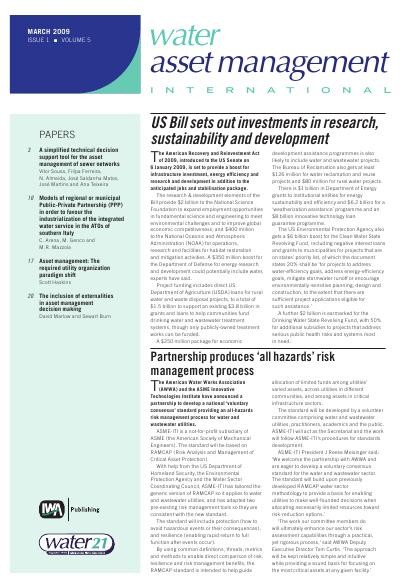 MARCH 2009
ISSUE 1 ■ VOLUME 5
water
asset management
INTERNATIONAL
PAPERS
2 A simplified technical decision
support tool for the asset
management of sewer networks
Vitor Sousa, Filipa Ferreira,
N. Almeida, José Saldanha Matos,
José Martins and Ana Teixeira
10 Models of regional or municipal
Public-Private Partnership (PPP)
in order to favour the
industrialization of the integrated
water service in the ATOs of
southern Italy
C. Arena, M. Genco and
M.R. Mazzola
17 Asset management: The
required utility organization
paradigm shift
Scott Haskins
20 The inclusion of externalities
in asset management
decision making
David Marlow and Stewart Burn
IWA Publishing
water21
US Bill sets out investments in research,
sustainability and development
The American Recovery and Reinvestment Act
of 2009, introduced to the US Senate on
6 January 2009, is set to provide a boost for
infrastructure investment, energy efficiency and
research and development in addition to the
anticipated jobs and stabilisation package.
The research & development elements of the
Bill provide $2 billion to the National Science
Foundation to expand employment opportunities
in fundamental science and engineering to meet
environmental challenges and to improve global
economic competitiveness, and $400 million
to the National Oceanic and Atmospheric
Administration (NOAA) for operations,
research and facilities for habitat restoration
and mitigation activities. A $350 million boost for
the Department of Defense for energy research
and development could potentially include water,
experts have said.
Project funding includes direct US
Department of Agriculture (USDA) loans for rural
water and waste disposal projects, to a total of
$1.5 billion to support an existing $3.8 billion in
grants and loans to help communities fund
drinking water and wastewater treatment
systems, though only publicly-owned treatment
works can be funded.
A $250 million package for economic
development assistance programmes is also
likely to include water and wastewater systems.
The Bureau of Reclamation also gets at least
$126 million for water reclamation and reuse
projects and $80 million for rural water projects.
There is $1 billion in Department of Energy
grants to institutional entities for energy
sustainability and efficiency and $6.2 billion for a
'weatherization assistance' programme and an
$8 billion innovative technology loan
guarantee programme.
The US Environmental Protection Agency also
gets a $6 billion boost for the Clean Water State
Revolving Fund, including negative interest loans
and grants to municipalities for projects that are
on states' priority list, of which the document
states 20% shall be 'for projects to address
water-efficiency goals, address energy-efficiency
goals, mitigate stormwater runoff or encourage
environmentally-sensitive planning, design and
construction, to the extent that there are
sufficient project applications eligible for
such assistance.'
A further $2 billion is earmarked for the
Drinking Water State Revolving Fund, with 50%
for additional subsidies to projects that address
serious public health risks and systems most
in need.
Partnership produces 'all hazards' risk
management process
The American Water Works Association
(AWWA) and the ASME Innovative
Technologies Institute have announced a
partnership to develop a national 'voluntary
consensus' standard providing an all-hazards
risk management process for water and
wastewater utilities.
ASME-ITI is a not-for-profit subsidiary of
ASME (the American Society of Mechanical
Engineers). The standard will be based on
RAMCAP (Risk Analysis and Management of
Critical Asset Protection).
With help from the US Department of
Homeland Security, the Environmental
Protection Agency and the Water Sector
Coordinating Council, ASME-ITI has tailored the
generic version of RAMCAP so it applies to water
and wastewater utilities, and has adapted two
pre-existing risk management tools so they are
consistent with the new standard.
The standard will include protection (how to
avoid hazardous events or their consequences),
and resilience (enabling rapid return to full
function after events occur).
By using common definitions, threats, metrics
and methods to enable direct comparison of risk,
resilience and risk management benefits, the
RAMCAP standard is intended to help guide
allocation of limited funds among utilities'
varied assets, across utilities in different
communities, and among assets in critical
infrastructure sectors.
The standard will be developed by a volunteer
committee comprising water and wastewater
utilities, practitioners, academics and the public.
ASME-ITI will act as the Secretariat and the work
will follow ASME-ITI's procedures for standards
development.
ASME-ITI President J Reese Meisinger said:
'We welcome the partnership with AWWA and
are eager to develop a voluntary consensus
standard for the water and wastewater sector.
The standard will build upon previously
developed RAMCAP water sector
methodology to provide a basis for enabling
utilities to make well-founded decisions when
allocating necessarily limited resources toward
risk-reduction options.'
'The work our committee members do
will ultimately enhance our sector's risk
assessment capabilities through a practical,
yet rigorous process,' said AWWA Deputy
Executive Director Tom Curtis. 'The approach
will be kept relatively simple and intuitive
while providing a sound basis for focusing on
the most critical assets at any given facility.'